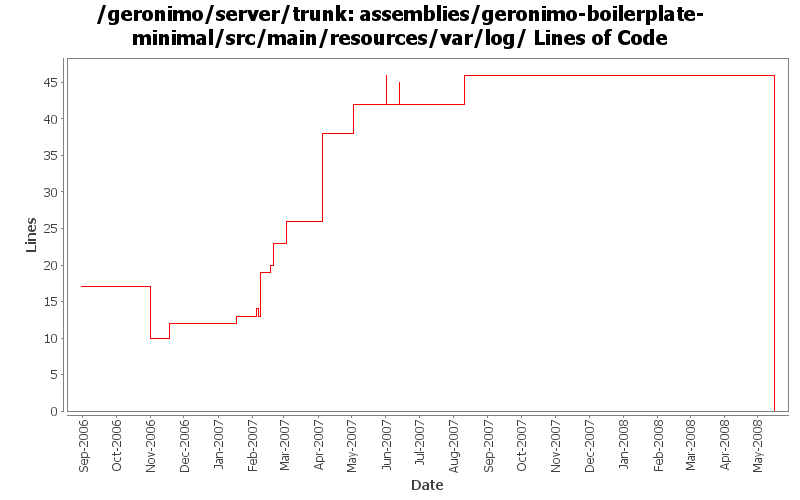 /geronimo/server/trunk: assemblies/geronimo-boilerplate-
minimal/src/main/resources/var/log/ Lines of Code
Lines
45
40
35
30
25
20
15
10
5
0
Sep-2006
Oct-2006
Nov-2006
Dec-2006
Jan-2007
Feb-2007
Mar-2007
Apr-2007
May-2007
Jun-2007
Jul-2007
Aug-2007
Sep-2007
Oct-2007
Nov-2007
Dec-2007
Jan-2008
Feb-2008
Mar-2008
Apr-2008
May-2008
Date